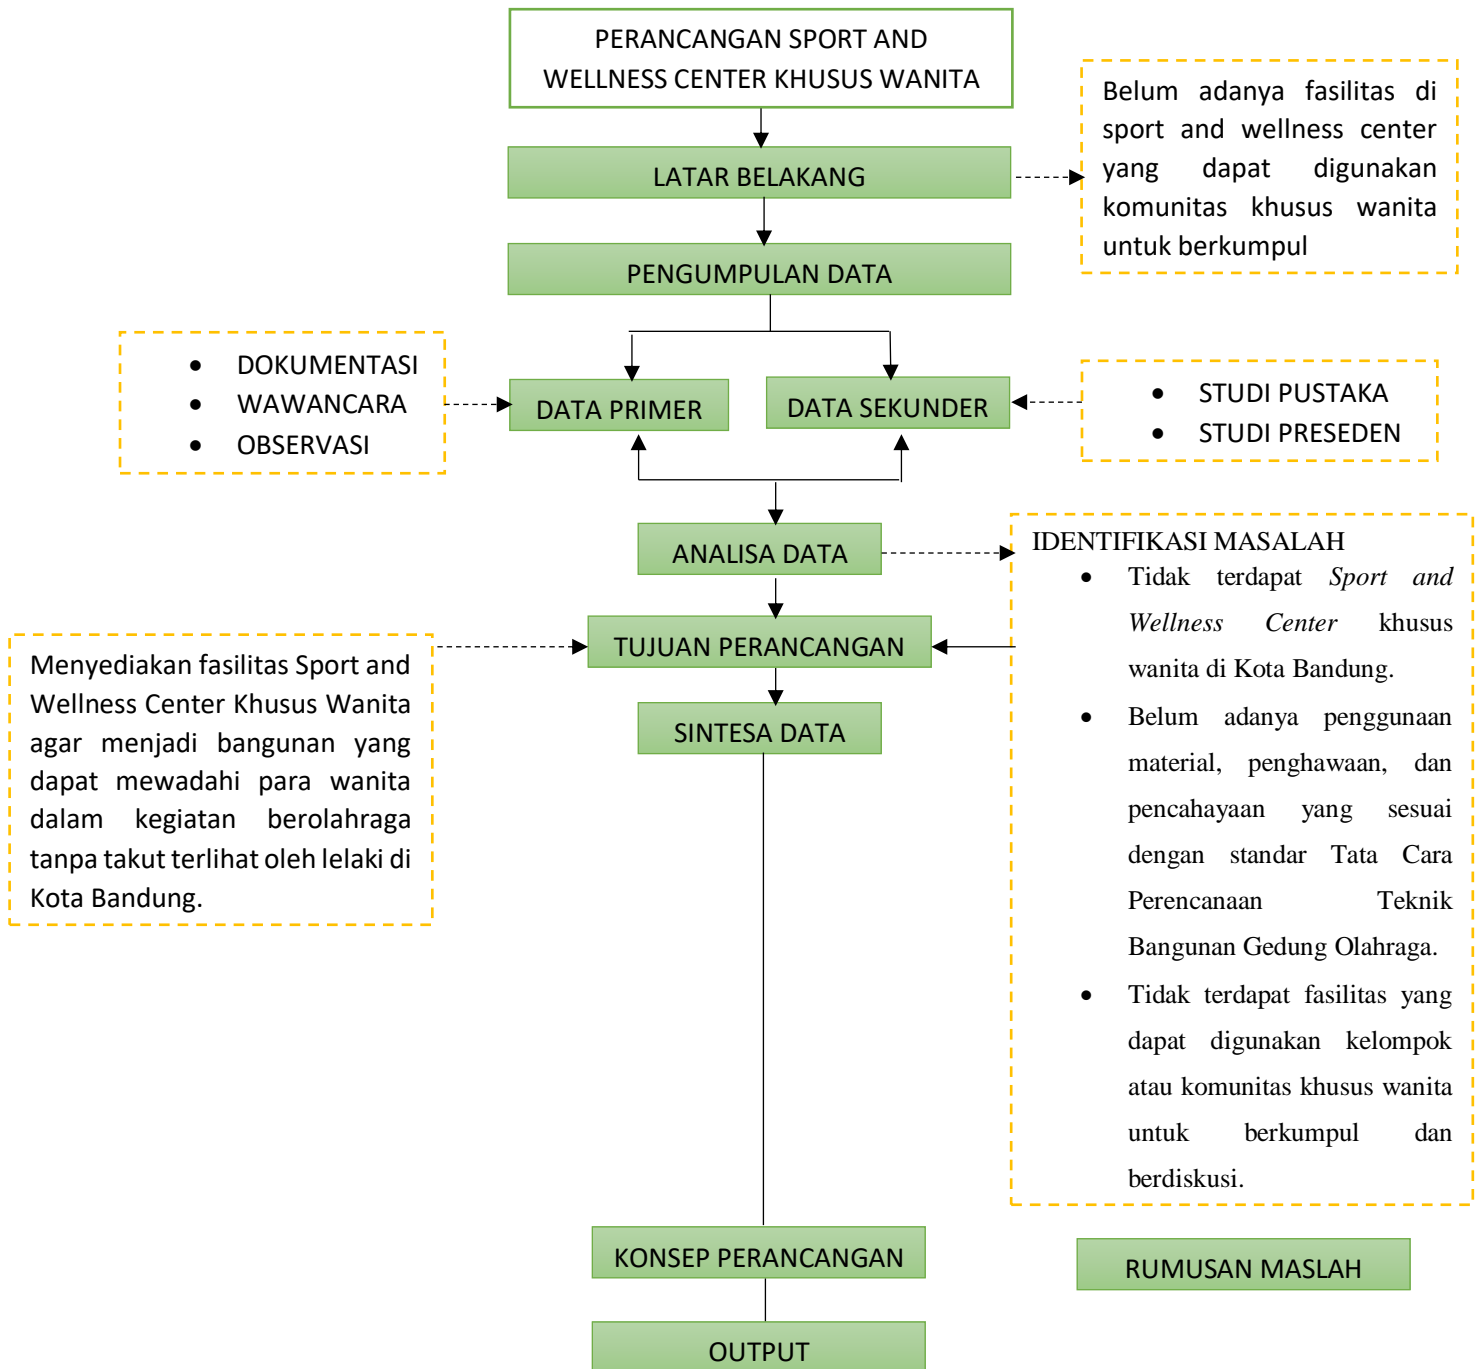 PERANCANGAN SPORT AND
WELLNESS CENTER KHUSUS WANITA
Belum adanya fasilitas di
sport and wellness center
yang dapat digunakan
komunitas khusus wanita
untuk berkumpul
LATAR BELAKANG
PENGUMPULAN DATA
• DOKUMENTASI
• WAWANCARA
• OBSERVASI
DATA PRIMER
DATA SEKUNDER
• STUDI PUSTAKA
• STUDI PRESEDEN
ANALISA DATA
IDENTIFIKASI MASALAH
• Tidak terdapat Sport and
Wellness Center khusus
wanita di Kota Bandung.
• Belum adanya penggunaan
material, penghawaan, dan
pencahayaan yang sesuai
dengan standar Tata Cara
Perencanaan Teknik
Bangunan Gedung Olahraga.
• Tidak terdapat fasilitas yang
dapat digunakan kelompok
atau komunitas khusus wanita
untuk berkumpul dan
berdiskusi.
TUJUAN PERANCANGAN
Menyediakan fasilitas Sport and
Wellness Center Khusus Wanita
agar menjadi bangunan yang
dapat mewadahi para wanita
dalam kegiatan berolahraga
tanpa takut terlihat oleh lelaki di
Kota Bandung.
SINTESA DATA
KONSEP PERANCANGAN
RUMUSAN MASLAH
OUTPUT